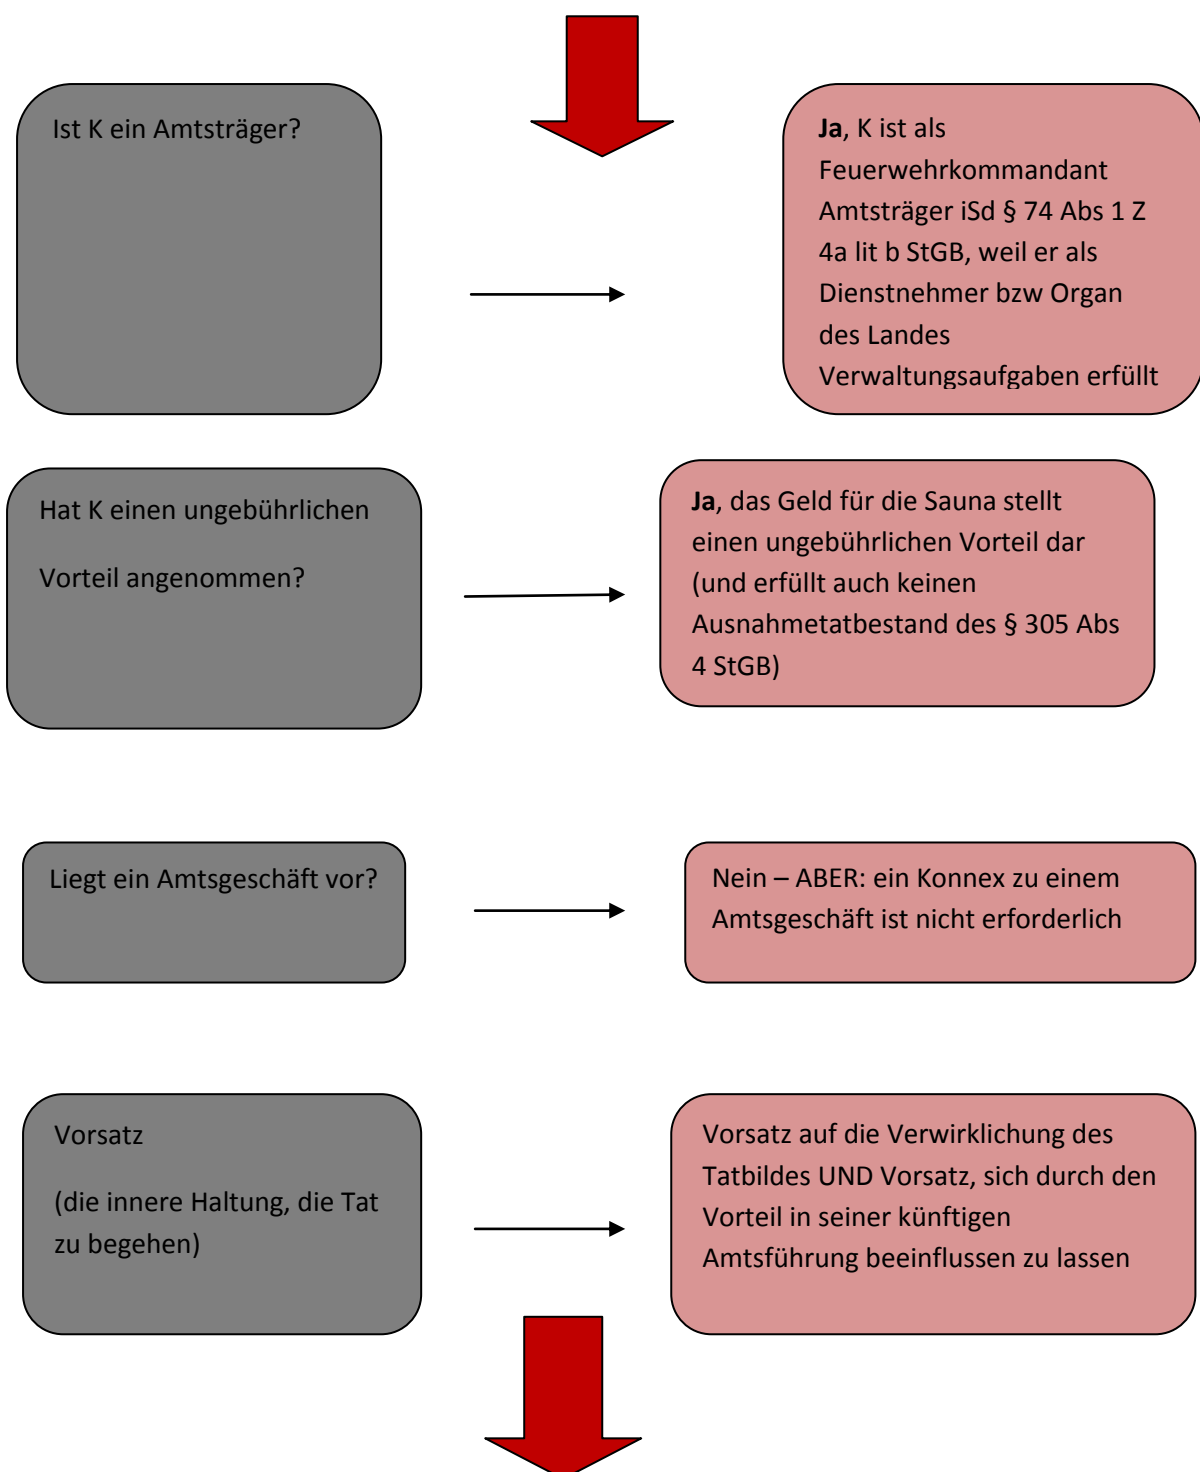 Ist K ein Amtsträger?
Ja, K ist als
Feuerwehrkommandant
Amtsträger iSd § 74 Abs 1 Z
4a lit b StGB, weil er als
Dienstnehmer bzw Organ
des Landes
Verwaltungsaufgaben erfüllt
Hat K einen ungebührlichen
Vorteil angenommen?
Ja, das Geld für die Sauna stellt
einen ungebührlichen Vorteil dar
(und erfüllt auch keinen
Ausnahmetatbestand des § 305 Abs
4 StGB)
Liegt ein Amtsgeschäft vor?
Nein – ABER: ein Konnex zu einem
Amtsgeschäft ist nicht erforderlich
Vorsatz
(die innere Haltung, die Tat
zu begehen)
Vorsatz auf die Verwirklichung des
Tatbildes UND Vorsatz, sich durch den
Vorteil in seiner künftigen
Amtsführung beeinflussen zu lassen